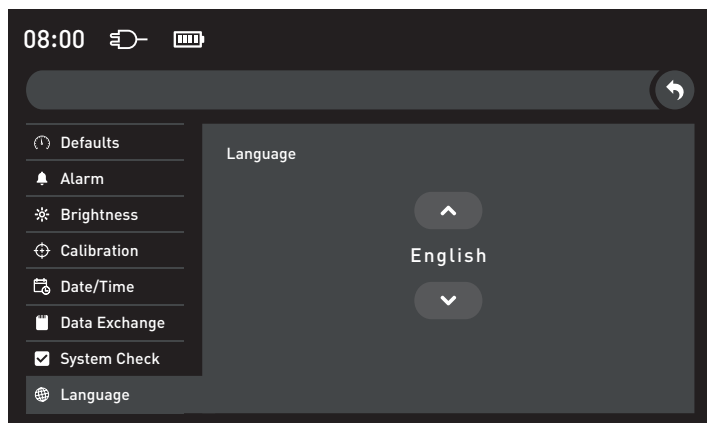 08:00
Defaults
Alarm
Brightness
Calibration
Date/Time
Data Exchange
System Check
Language
Language
English